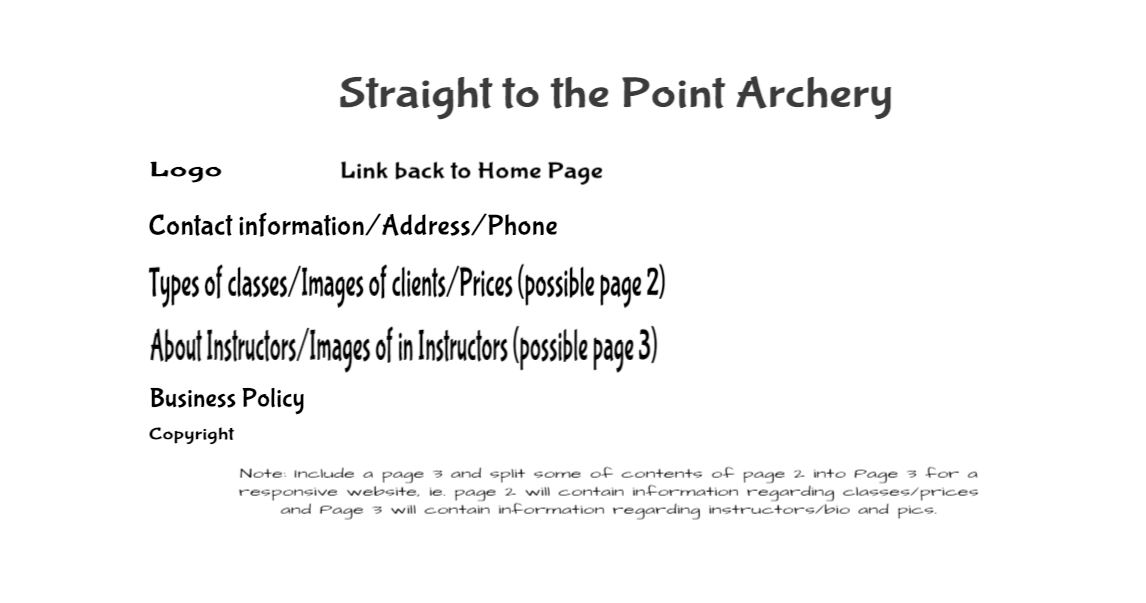 Straight to the Point Archery
Logo Link back to Home Page
Contact information/Address/Phone
Types of classes/Images of clients/Prices (possible page 2)
About Instructors/Images of in Instructors (possible page 3)
Business Policy
Copyright
Note: Include a page 3 and split some of contents of page 2 into Page 3 for a
responsive website, ie. page 2 will contain information regarding classes/prices
and Page 3 will contain information regarding instructors/bio and pics.